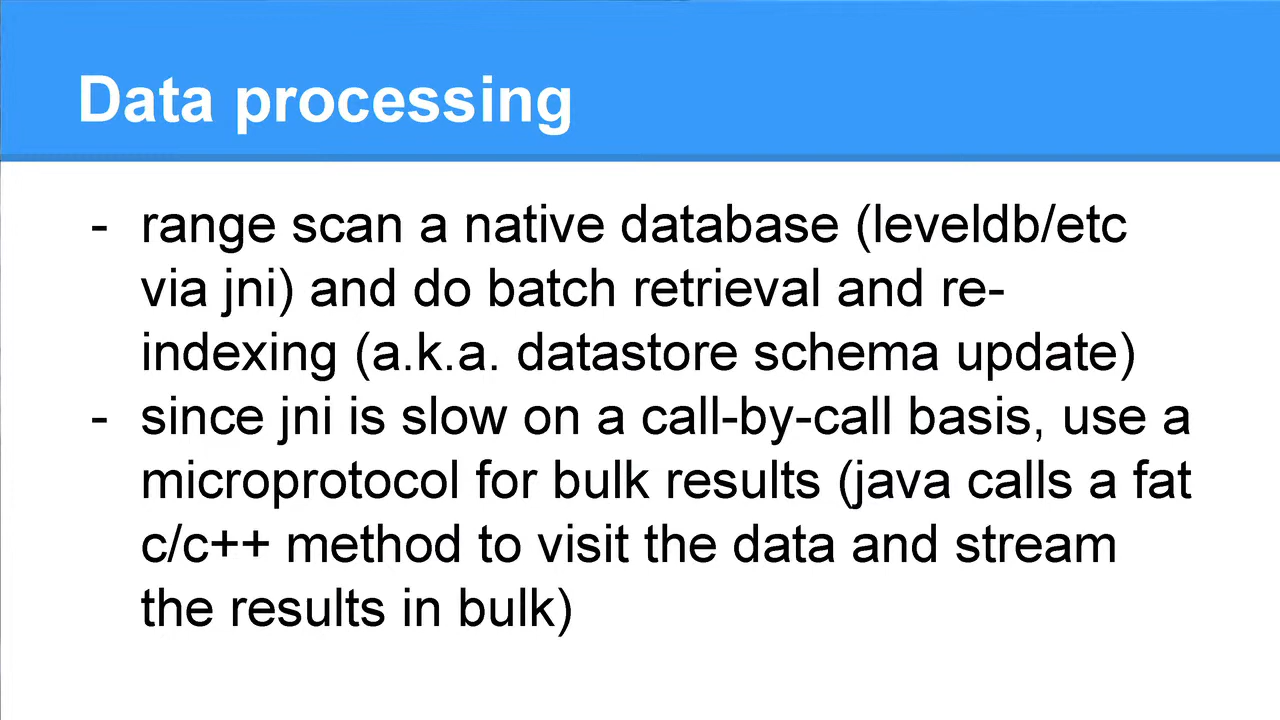 Data processing
- range scan a native database (leveldb/etc
via jni) and do batch retrieval and re-
indexing (a.k.a. datastore schema update)
- since jni is slow on a call-by-call basis, use a
microprotocol for bulk results (java calls a fat
c/c++ method to visit the data and stream
the results in bulk)